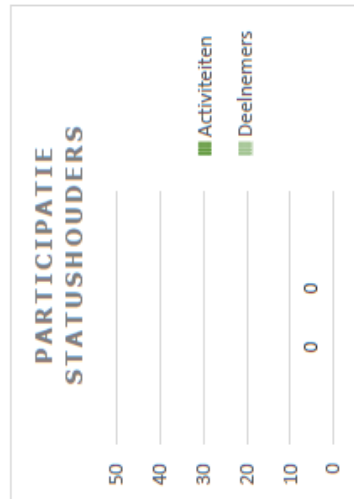 PARTICIPATIE
STATUSHOUDERS
50
40
30
20
10
0
0
0
Activiteiten
Deelnemers